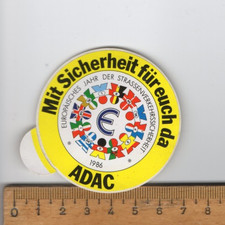 Mit Sicherheit für euch da
EUROPÄISCHES JAHR DER STRASSENVERKEHRSSICHERHEIT
1986
ADAC
1 2 3 4 5 6 7 8